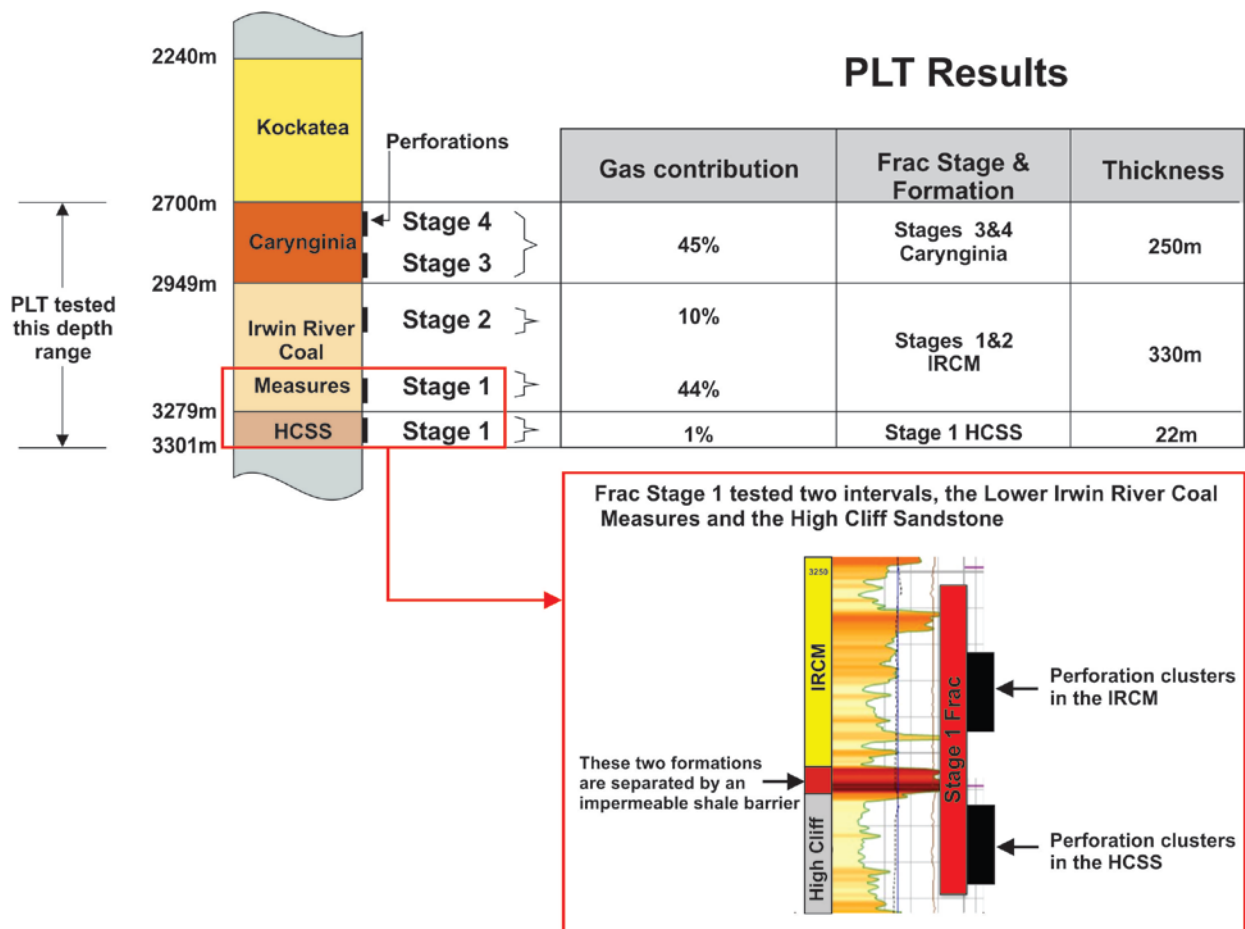 PLT Results
2240m
Kockatea
Perforations
Gas contribution
Frac Stage &
Formation
Thickness
2700m
Carynginia
Stage 4
Stage 3
45%
Stages 3&4
Carynginia
250m
2949m
PLT tested
this depth
range
Irwin River
Coal
Measures
Stage 2
10%
Stages 1&2
IRCM
330m
Stage 1
44%
3279m
HCSS
Stage 1
1%
Stage 1 HCSS
22m
3301m
Frac Stage 1 tested two intervals, the Lower Irwin River Coal
Measures and the High Cliff Sandstone
3250
IRCM
Stage 1 Frac
Perforation clusters
in the IRCM
These two formations
are separated by an
impermeable shale barrier
High Cliff
Perforation clusters
in the HCSS